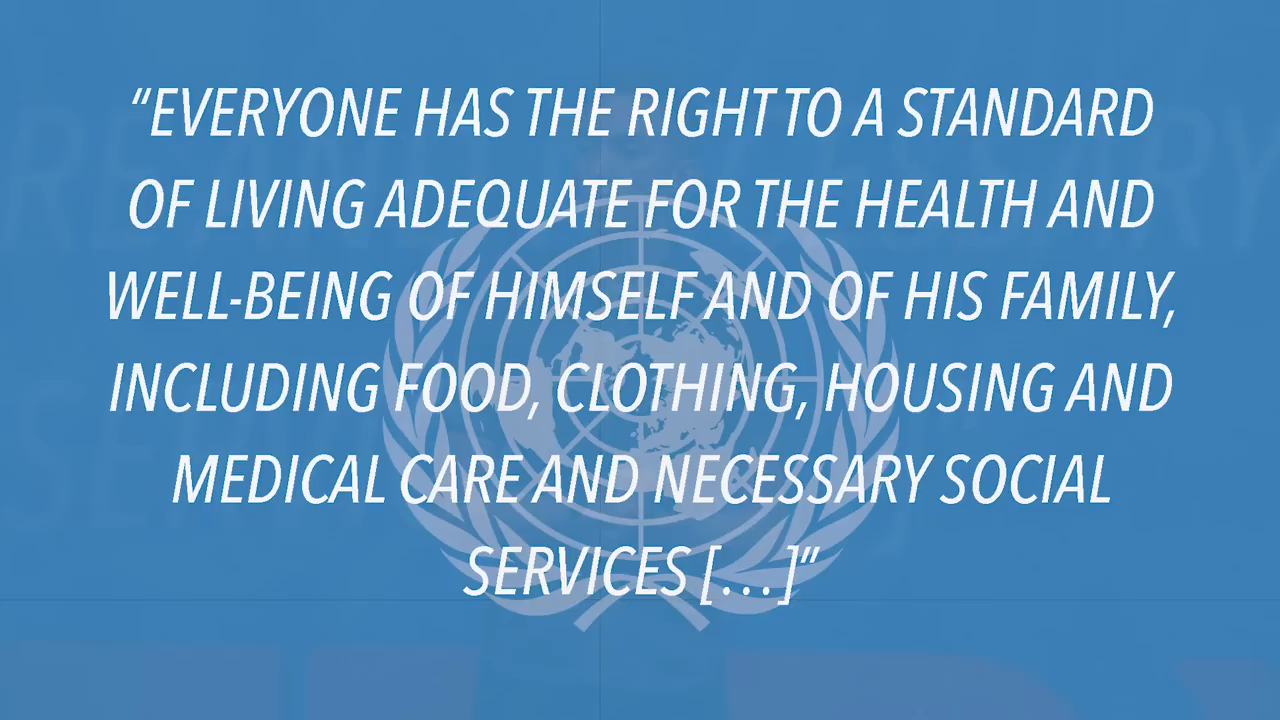 “EVERYONE HAS THE RIGHT TO A STANDARD
OF LIVING ADEQUATE FOR THE HEALTH AND
WELL-BEING OF HIMSELF AND OF HIS FAMILY,
INCLUDING FOOD, CLOTHING, HOUSING AND
MEDICAL CARE AND NECESSARY SOCIAL
SERVICES [...]”